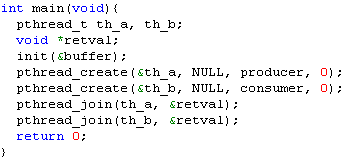 int main(void){
pthread_t th_a, th_b;
void *retval;
init(&buffer);
pthread_create(&th_a, NULL, producer, 0);
pthread_create(&th_b, NULL, consumer, 0);
pthread_join(th_a, &retval);
pthread_join(th_b, &retval);
return 0;
}